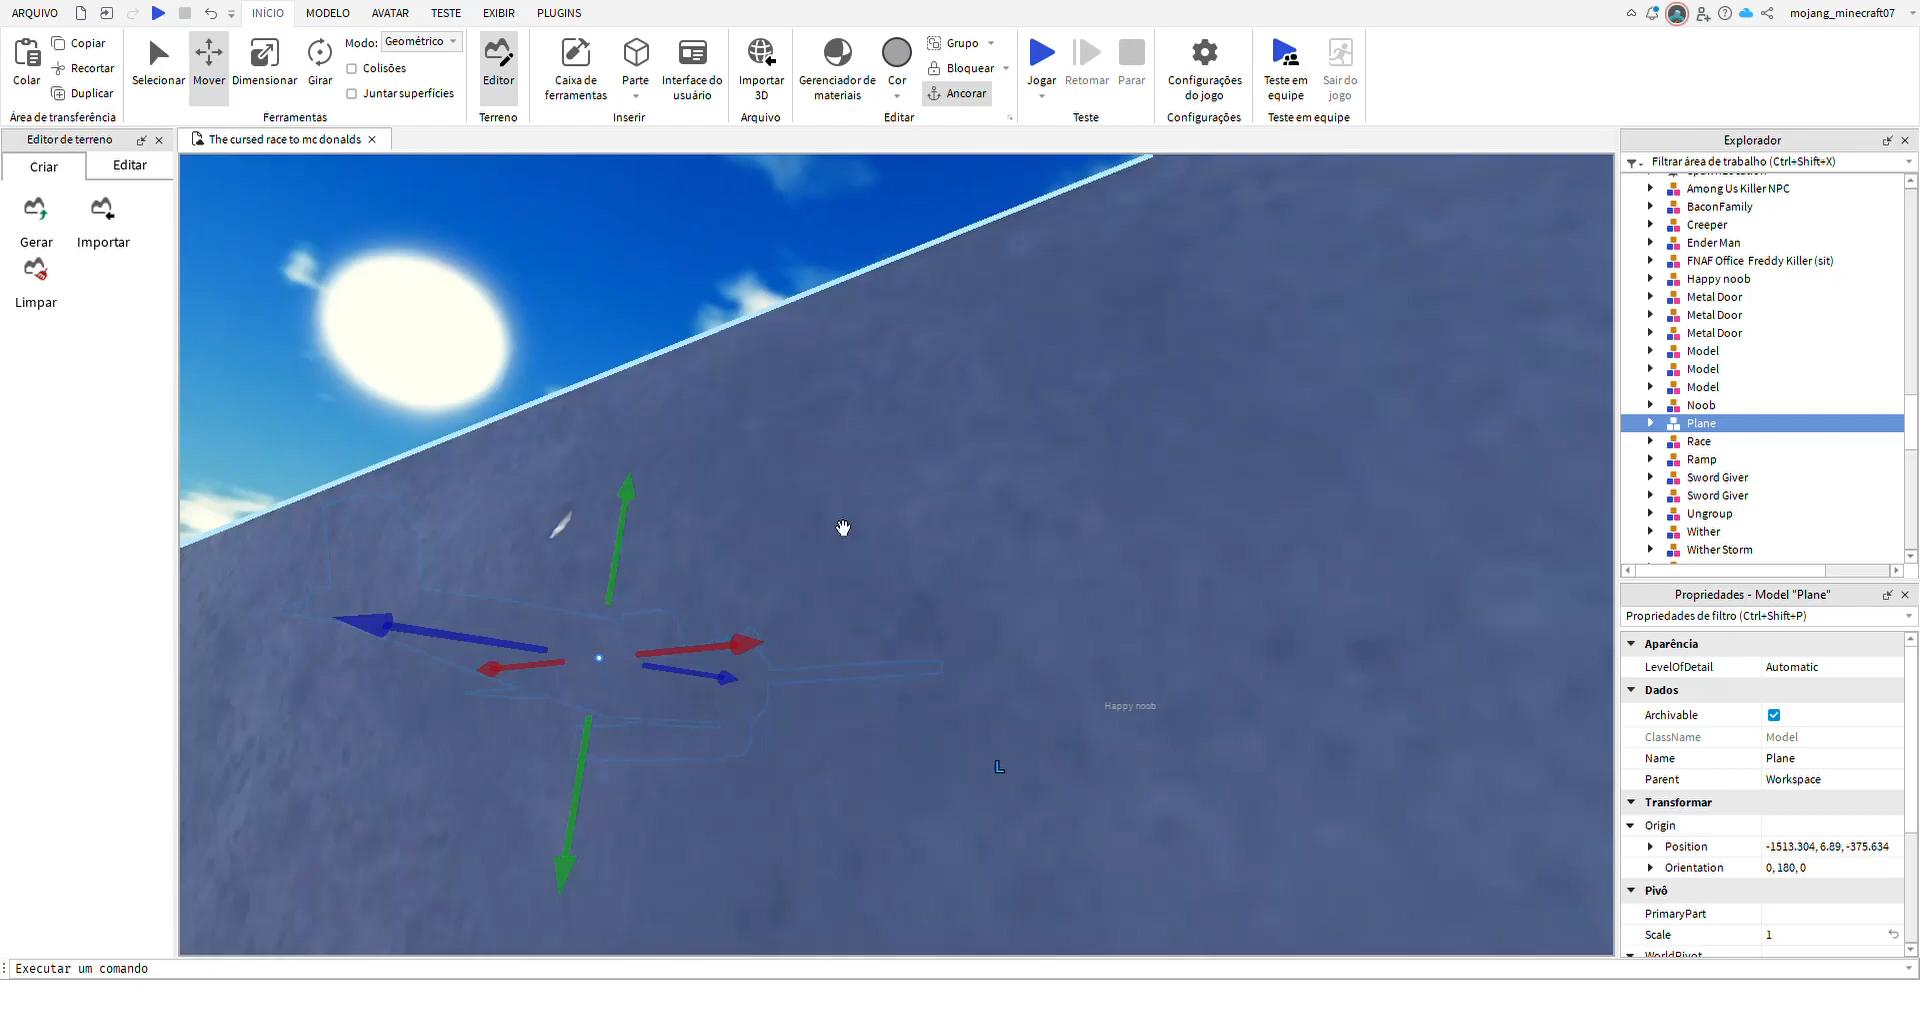 ARQUIVO
INÍCIO
MODELO
AVATAR
TESTE
EXIBIR
PLUGINS
mojang_minecraft07
Colar
Copiar
Recortar
Duplicar
Área de transferência
Selecionar
Mover
Dimensionar
Girar
Modo: Geométrico
Colisões
Juntar superfícies
Ferramentas
Editor
Terreno
Caixa de
ferramentas
Parte
Interface do
usuário
Inserir
Importar
3D
Arquivo
Gerenciador de
materiais
Cor
Grupo
Bloquear
Ancorar
Editar
Jogar
Retomar
Parar
Teste
Configurações
do jogo
Configurações
Teste em
equipe
Sair do
jogo
Teste em equipe
Editor de terreno
Criar
Editar
Gerar
Importar
Limpar
The cursed race to mc donalds
Happy noob
L
Explorador
Filtrar área de trabalho (Ctrl+Shift+X)
Among Us Killer NPC
BaconFamily
Creeper
Ender Man
FNAF Office Freddy Killer (sit)
Happy noob
Metal Door
Metal Door
Metal Door
Model
Model
Model
Noob
Plane
Race
Ramp
Sword Giver
Sword Giver
Ungroup
Wither
Wither Storm
Propriedades - Model "Plane"
Propriedades de filtro (Ctrl+Shift+P)
Aparência
LevelOfDetail Automatic
Dados
Archivable
ClassName Model
Name Plane
Parent Workspace
Transformar
Origin
Position -1513.304, 6.89, -375.634
Orientation 0, 180, 0
Pivô
PrimaryPart
Scale 1
Executar um comando